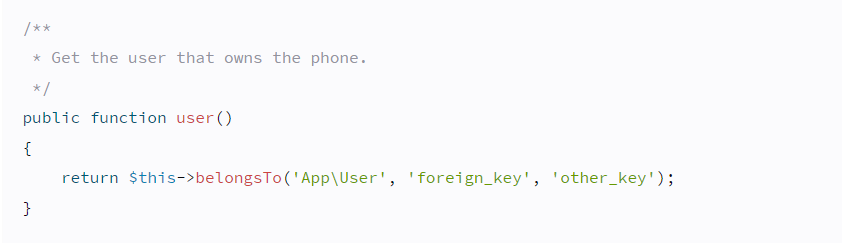 /**
 * Get the user that owns the phone.
 */
public function user()
{
    return $this->belongsTo('App\User', 'foreign_key', 'other_key');
}